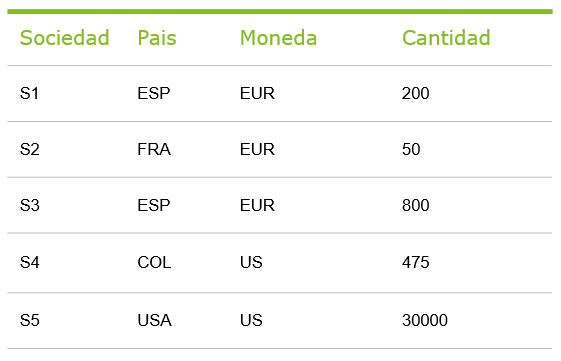 Sociedad Pais Moneda Cantidad
S1 ESP EUR 200
S2 FRA EUR 50
S3 ESP EUR 800
S4 COL US 475
S5 USA US 30000